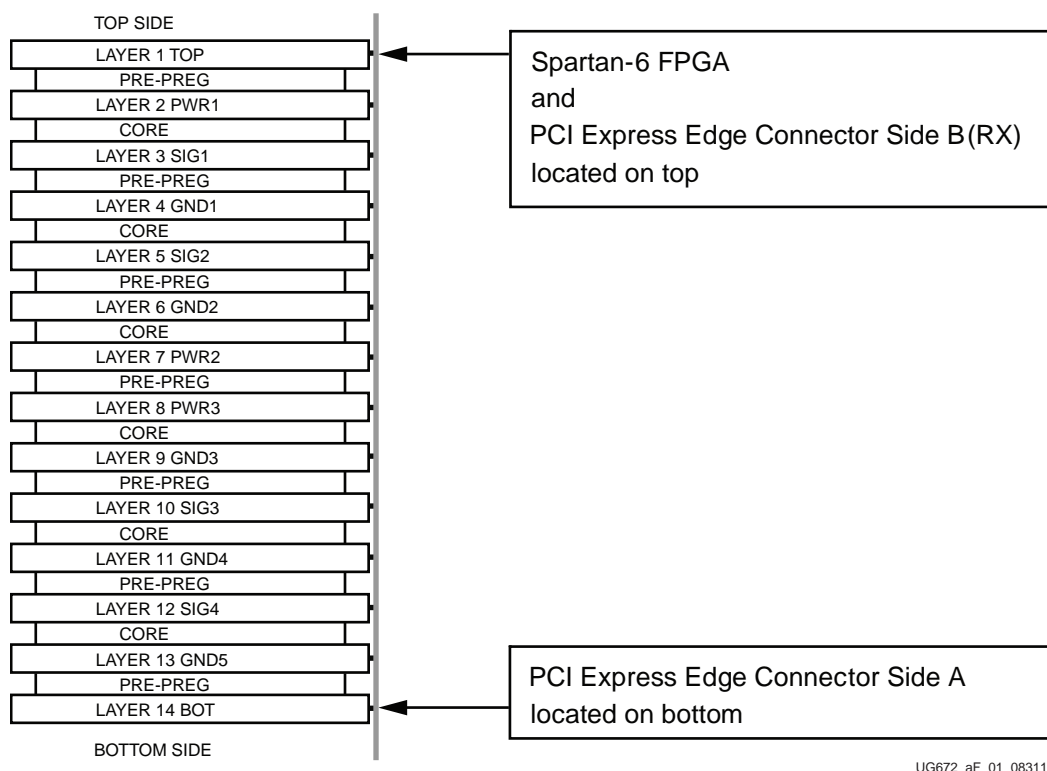 TOP SIDE
LAYER 1 TOP
PRE-PREG
LAYER 2 PWR1
CORE
LAYER 3 SIG1
PRE-PREG
LAYER 4 GND1
CORE
LAYER 5 SIG2
PRE-PREG
LAYER 6 GND2
CORE
LAYER 7 PWR2
PRE-PREG
LAYER 8 PWR3
CORE
LAYER 9 GND3
PRE-PREG
LAYER 10 SIG3
CORE
LAYER 11 GND4
PRE-PREG
LAYER 12 SIG4
CORE
LAYER 13 GND5
PRE-PREG
LAYER 14 BOT
BOTTOM SIDE
Spartan-6 FPGA
and
PCI Express Edge Connector Side B(RX)
located on top
PCI Express Edge Connector Side A
located on bottom
UG672_aF_01_08311